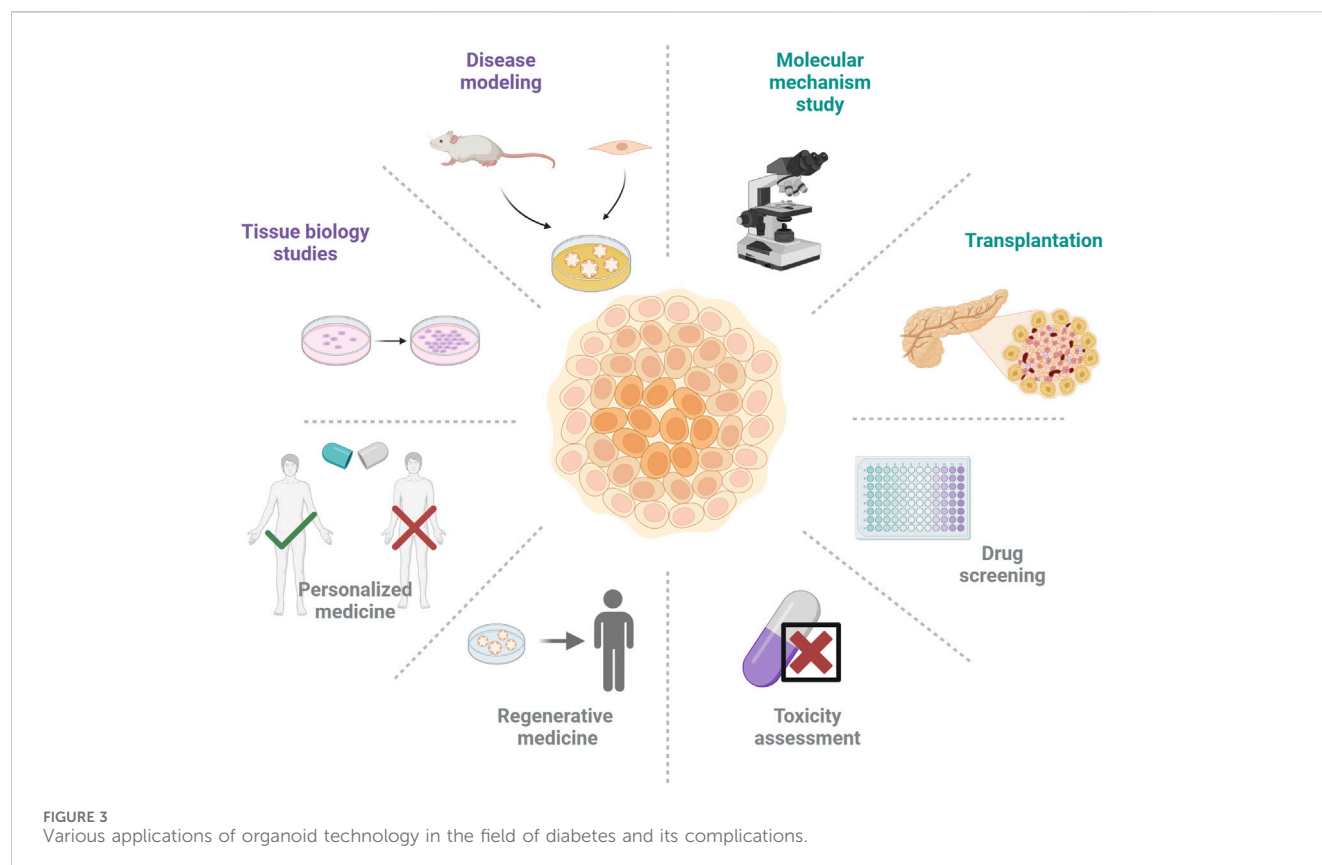 Disease
modeling
Molecular
mechanism
study
Tissue biology
studies
Transplantation
Personalized
medicine
Drug
screening
Regenerative
medicine
Toxicity
assessment
FIGURE 3
Various applications of organoid technology in the field of diabetes and its complications.